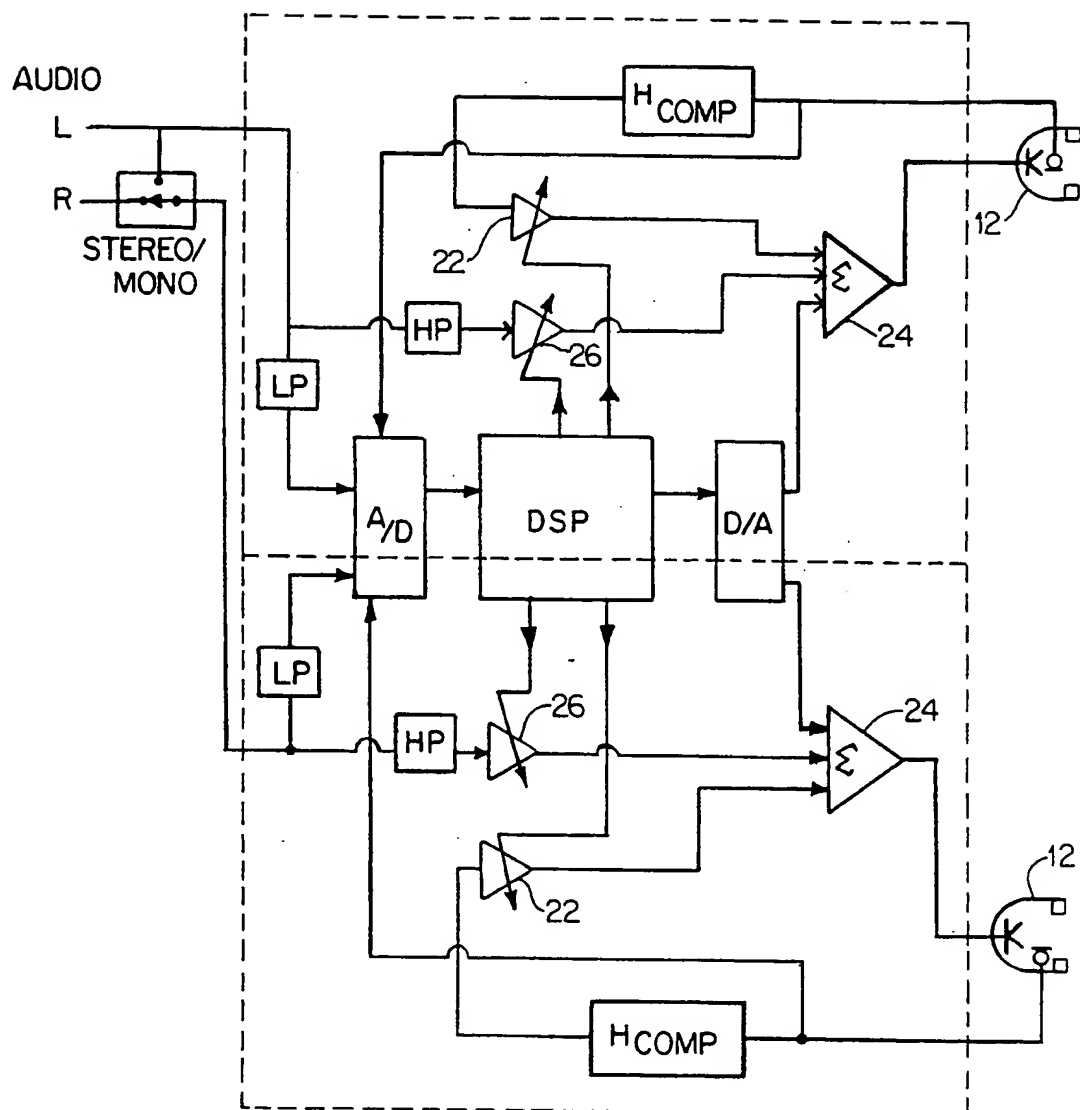 AUDIO
L
R
STEREO/
MONO
H COMP
12
22
Σ
24
HP
26
LP
A/D
DSP
D/A
LP
HP
26
24
Σ
22
12
H COMP